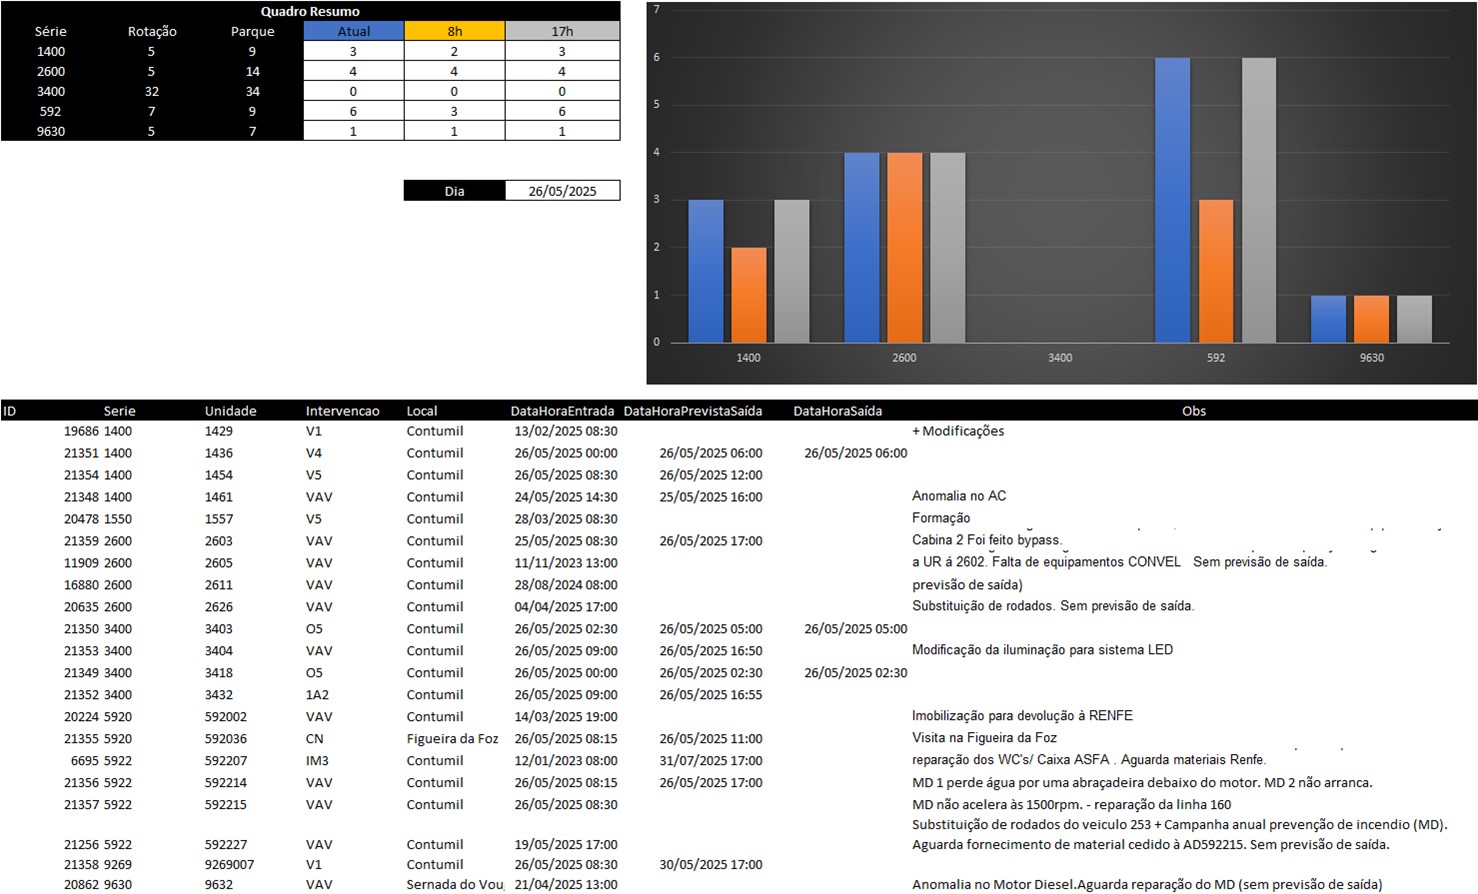 Quadro Resumo
Série Rotação Parque Atual 8h 17h
1400 5 9 3 2 3
2600 5 14 4 4 4
3400 32 34 0 0 0
592 7 9 6 3 6
9630 5 7 1 1 1
Dia 26/05/2025
7
6
5
4
3
2
1
0
1400 2600 3400 592 9630
ID Serie Unidade Intervencao Local DataHoraEntrada DataHoraPrevistaSaída DataHoraSaída Obs
19686 1400 1429 V1 Contumil 13/02/2025 08:30 + Modificações
21351 1400 1436 V4 Contumil 26/05/2025 00:00 26/05/2025 06:00 26/05/2025 06:00
21354 1400 1454 V5 Contumil 26/05/2025 08:30 26/05/2025 12:00
21348 1400 1461 VAV Contumil 24/05/2025 14:30 25/05/2025 16:00 Anomalia no AC
20478 1550 1557 V5 Contumil 28/03/2025 08:30 Formação
21359 2600 2603 VAV Contumil 25/05/2025 08:30 26/05/2025 17:00 Cabina 2 Foi feito bypass.
11909 2600 2605 VAV Contumil 11/11/2023 13:00 a UR á 2602. Falta de equipamentos CONVEL Sem previsão de saída.
16880 2600 2611 VAV Contumil 28/08/2024 08:00 previsão de saída)
20635 2600 2626 VAV Contumil 04/04/2025 17:00 Substituição de rodados. Sem previsão de saída.
21350 3400 3403 O5 Contumil 26/05/2025 02:30 26/05/2025 05:00 26/05/2025 05:00
21353 3400 3404 VAV Contumil 26/05/2025 09:00 26/05/2025 16:50 Modificação da iluminação para sistema LED
21349 3400 3418 O5 Contumil 26/05/2025 00:00 26/05/2025 02:30 26/05/2025 02:30
21352 3400 3432 1A2 Contumil 26/05/2025 09:00 26/05/2025 16:55
20224 5920 592002 VAV Contumil 14/03/2025 19:00 Imobilização para devolução à RENFE
21355 5920 592036 CN Figueira da Foz 26/05/2025 08:15 26/05/2025 11:00 Visita na Figueira da Foz
6695 5922 592207 IM3 Contumil 12/01/2023 08:00 31/07/2025 17:00 reparação dos WC's/ Caixa ASFA . Aguarda materiais Renfe.
21356 5922 592214 VAV Contumil 26/05/2025 08:15 26/05/2025 17:00 MD 1 perde água por uma abraçadeira debaixo do motor. MD 2 não arranca.
21357 5922 592215 VAV Contumil 26/05/2025 08:30 MD não acelera às 1500rpm. - reparação da linha 160
Substituição de rodados do veiculo 253 + Campanha anual prevenção de incendio (MD).
21256 5922 592227 VAV Contumil 19/05/2025 17:00 Aguarda fornecimento de material cedido à AD592215. Sem previsão de saída.
21358 9269 9269007 V1 Contumil 26/05/2025 08:30 30/05/2025 17:00
20862 9630 9632 VAV Sernada do Vou 21/04/2025 13:00 Anomalia no Motor Diesel.Aguarda reparação do MD (sem previsão de saída)